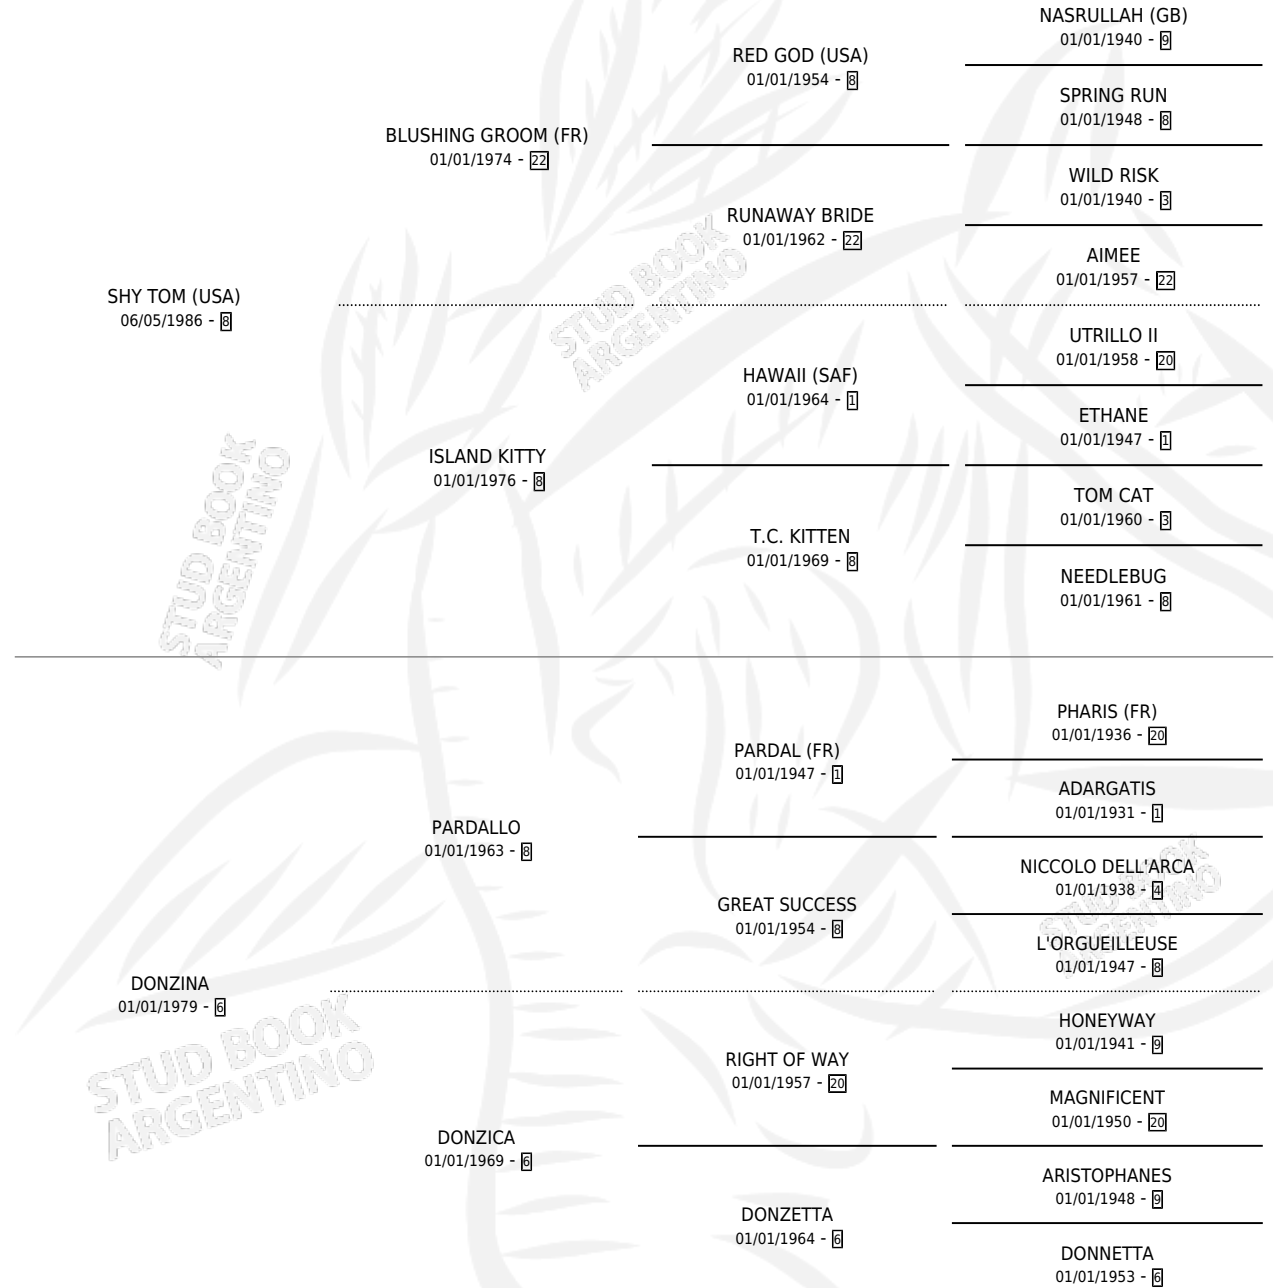 NASRULLAH (GB)
01/01/1940 - 9
RED GOD (USA)
01/01/1954 - 8
SPRING RUN
01/01/1948 - 8
BLUSHING GROOM (FR)
01/01/1974 - 22
WILD RISK
01/01/1940 - 3
RUNAWAY BRIDE
01/01/1962 - 22
AIMEE
01/01/1957 - 22
SHY TOM (USA)
06/05/1986 - 8
STUD BOOK
ARGENTINO
UTRILLO II
01/01/1958 - 20
HAWAII (SAF)
01/01/1964 - 1
ETHANE
01/01/1947 - 1
ISLAND KITTY
01/01/1976 - 8
TOM CAT
01/01/1960 - 3
T.C. KITTEN
01/01/1969 - 8
NEEDLEBUG
01/01/1961 - 8
STUD BOOK
ARGENTINO
PHARIS (FR)
01/01/1936 - 20
PARDAL (FR)
01/01/1947 - 1
ADARGATIS
01/01/1931 - 1
PARDALLO
01/01/1963 - 8
NICCOLO DELL'ARCA
01/01/1938 - 4
GREAT SUCCESS
01/01/1954 - 8
STUD BOOK
ARGENTINO
L'ORGUEILLEUSE
01/01/1947 - 8
DONZINA
01/01/1979 - 6
HONEYWAY
01/01/1941 - 9
RIGHT OF WAY
01/01/1957 - 20
MAGNIFICENT
01/01/1950 - 20
STUD BOOK
ARGENTINO
DONZICA
01/01/1969 - 6
ARISTOPHANES
01/01/1948 - 9
DONZETTA
01/01/1964 - 6
DONNETTA
01/01/1953 - 6